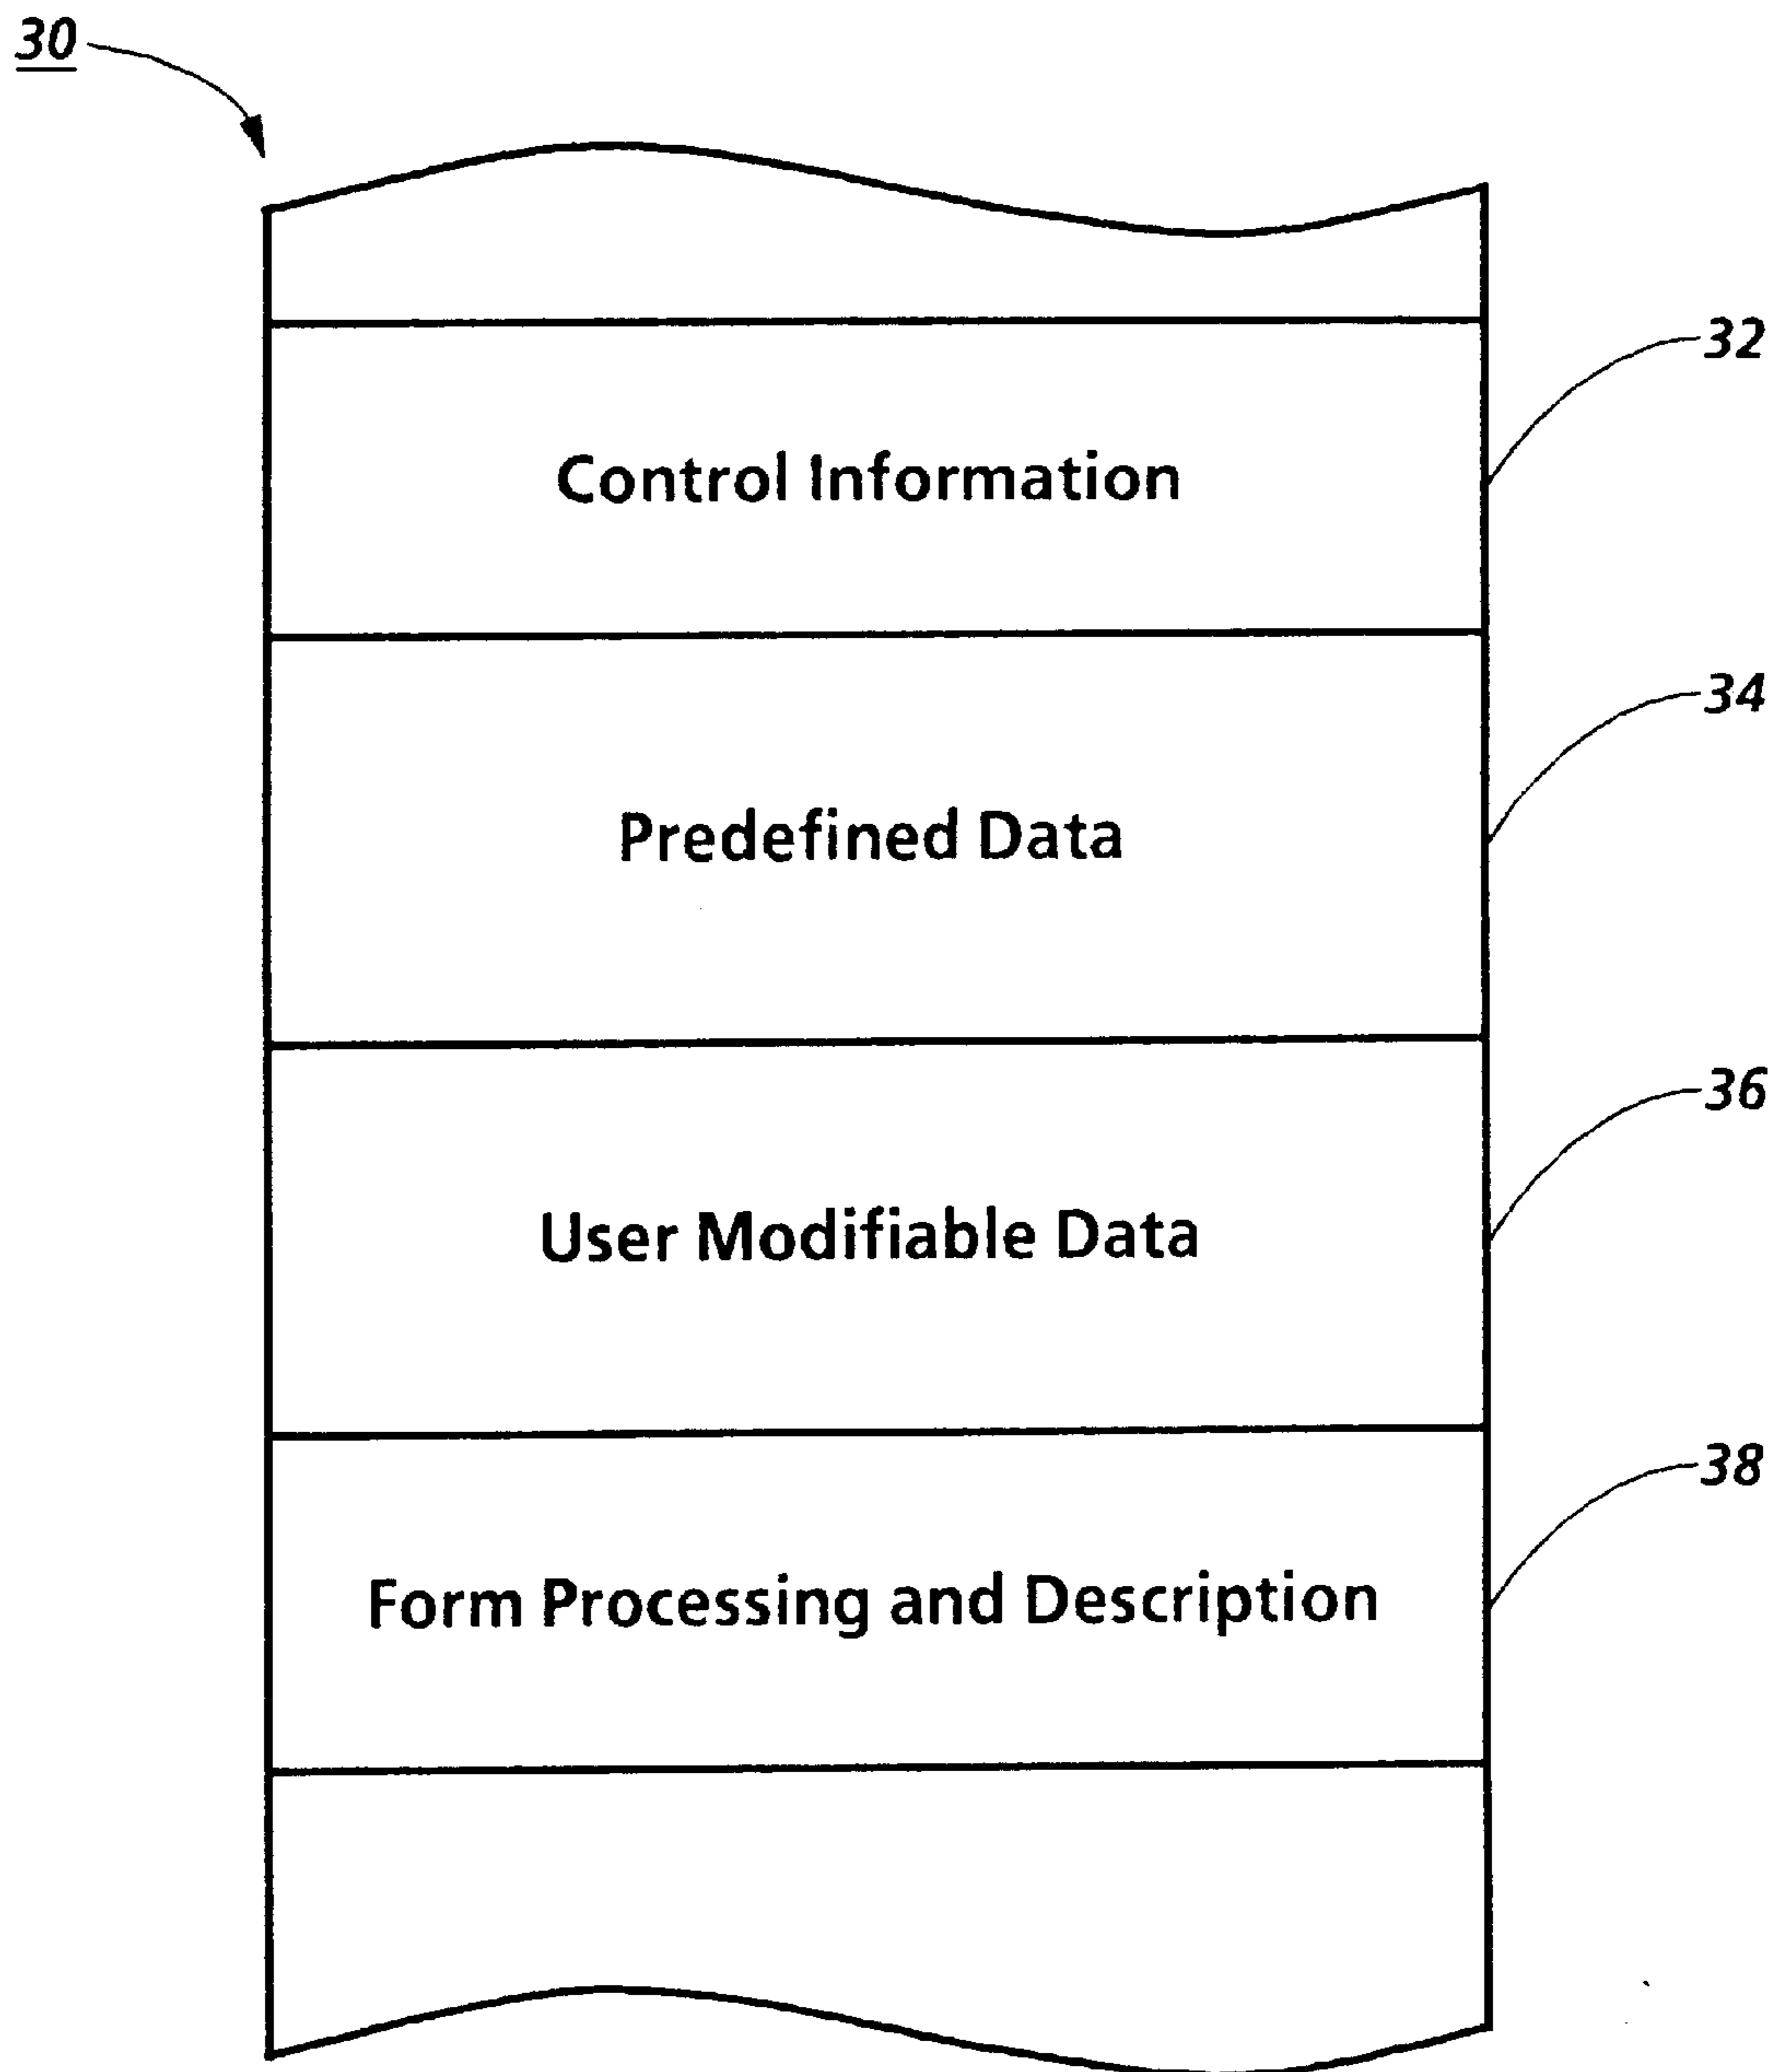 30
32
Control Information
34
Predefined Data
36
User Modifiable Data
38
Form Processing and Description